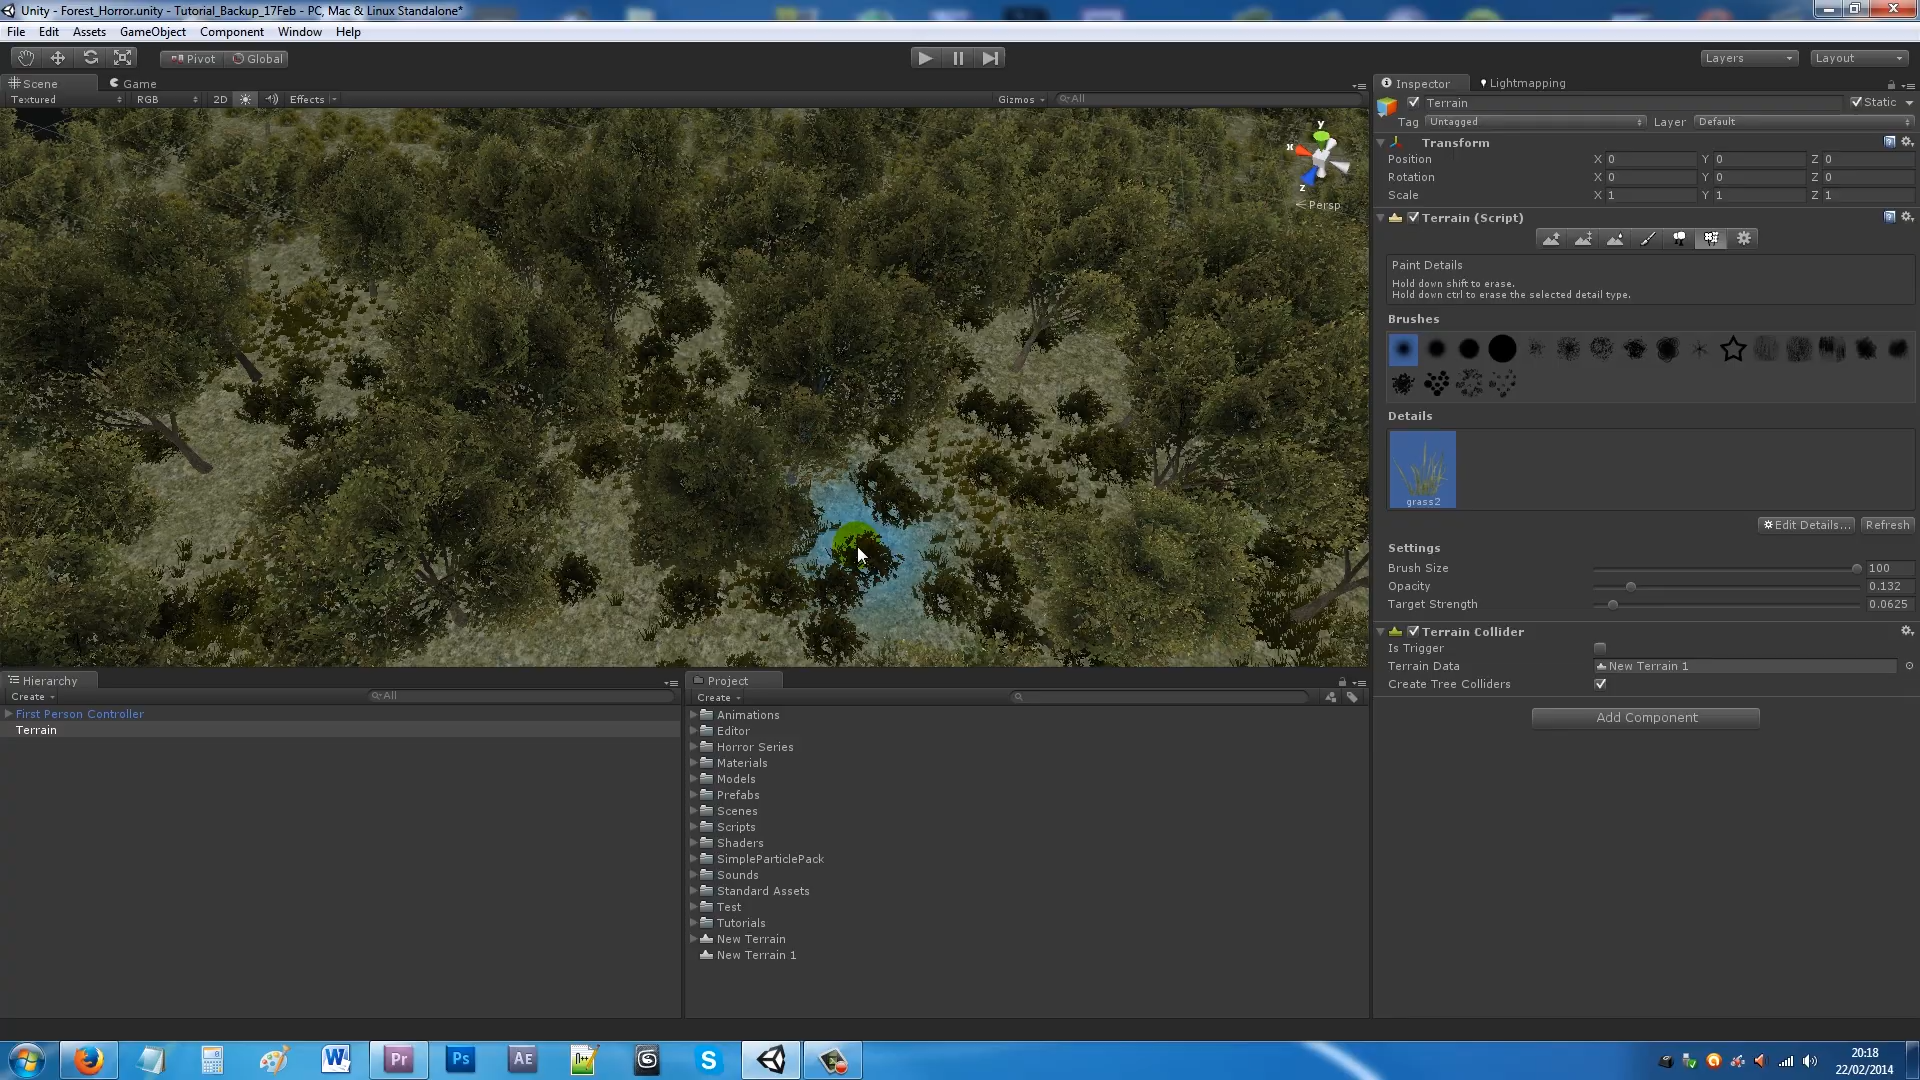 Unity - Forest_Horror.unity - Tutorial_Backup_17Feb - PC, Mac & Linux Standalone*
File Edit Assets GameObject Component Window Help
Pivot Global Layers Layout
Scene Game
Textured RGB 2D Effects Gizmos All
y
x
z
Persp
Inspector Lightmapping
Terrain Static
Tag Untagged Layer Default
Transform
Position X 0 Y 0 Z 0
Rotation X 0 Y 0 Z 0
Scale X 1 Y 1 Z 1
Terrain (Script)
Paint Details
Hold down shift to erase.
Hold down ctrl to erase the selected detail type.
Brushes
Details
grass2
Edit Details... Refresh
Settings
Brush Size 100
Opacity 0.132
Target Strength 0.0625
Terrain Collider
Is Trigger
Terrain Data New Terrain 1
Create Tree Colliders
Add Component
Hierarchy
Create All
First Person Controller
Terrain
Project
Create
Animations
Editor
Horror Series
Materials
Models
Prefabs
Scenes
Scripts
Shaders
SimpleParticlePack
Sounds
Standard Assets
Test
Tutorials
New Terrain
New Terrain 1
W Pr Ps AE S
20:18
22/02/2014